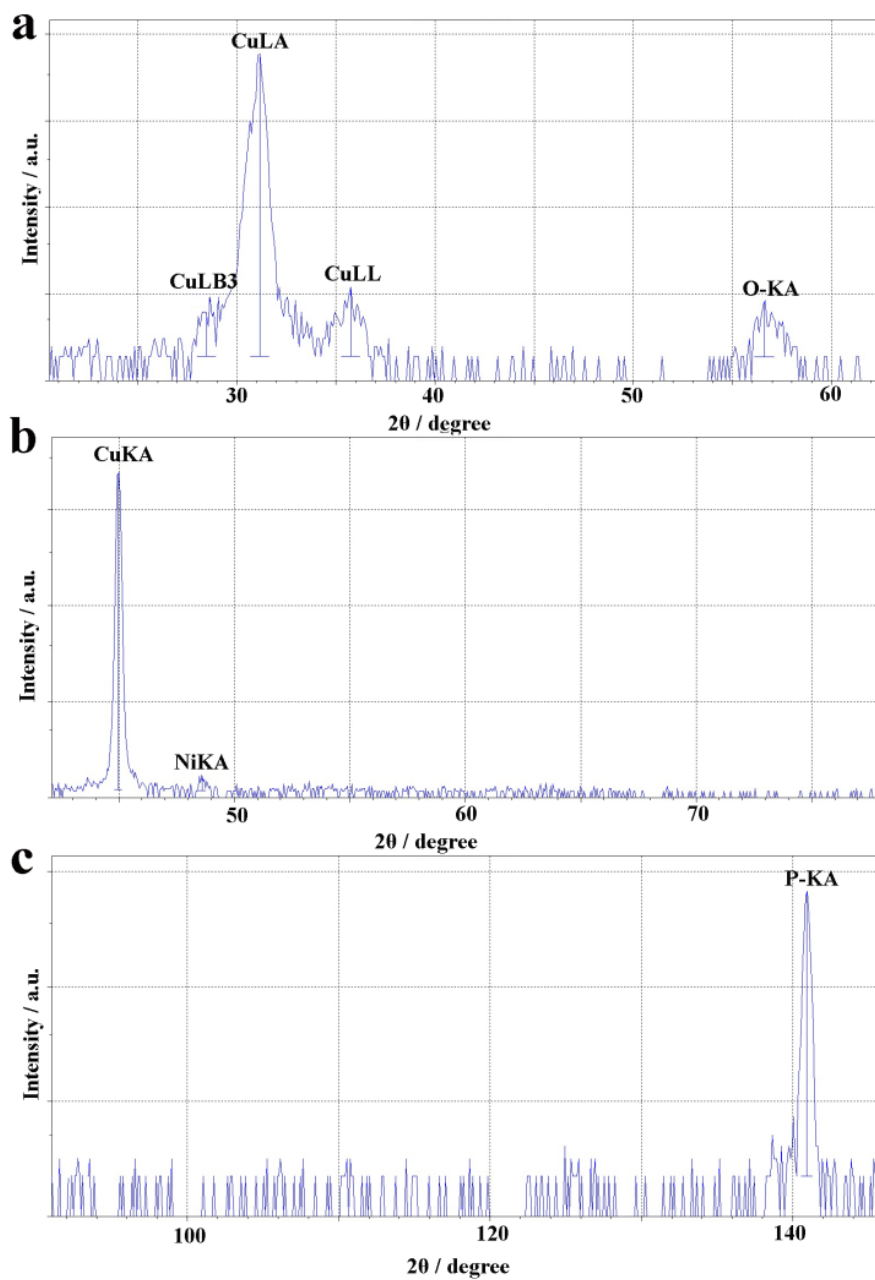 a
CuLA
CuLB3
CuLL
O-KA
Intensity / a.u.
30 40 50 60
2θ / degree
b
CuKA
NiKA
Intensity / a.u.
50 60 70
2θ / degree
c
P-KA
Intensity / a.u.
100 120 140
2θ / degree